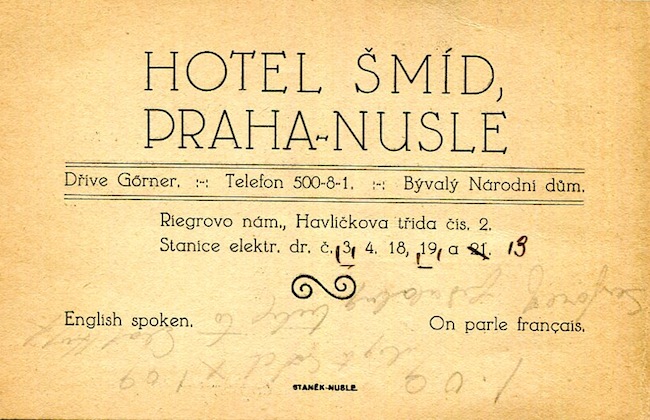 HOTEL ŠMÍD,
PRAHA-NUSLE
Dříve Görner. :-: Telefon 500-8-1. :-: Bývalý Národní dům.
Riegrovo nám., Havlíčkova třída čís. 2.
Stanice elektr. dr. č. 3, 4. 18, 19, a 21. 13
English spoken.
On parle français.
STANĚK-NUSLE.